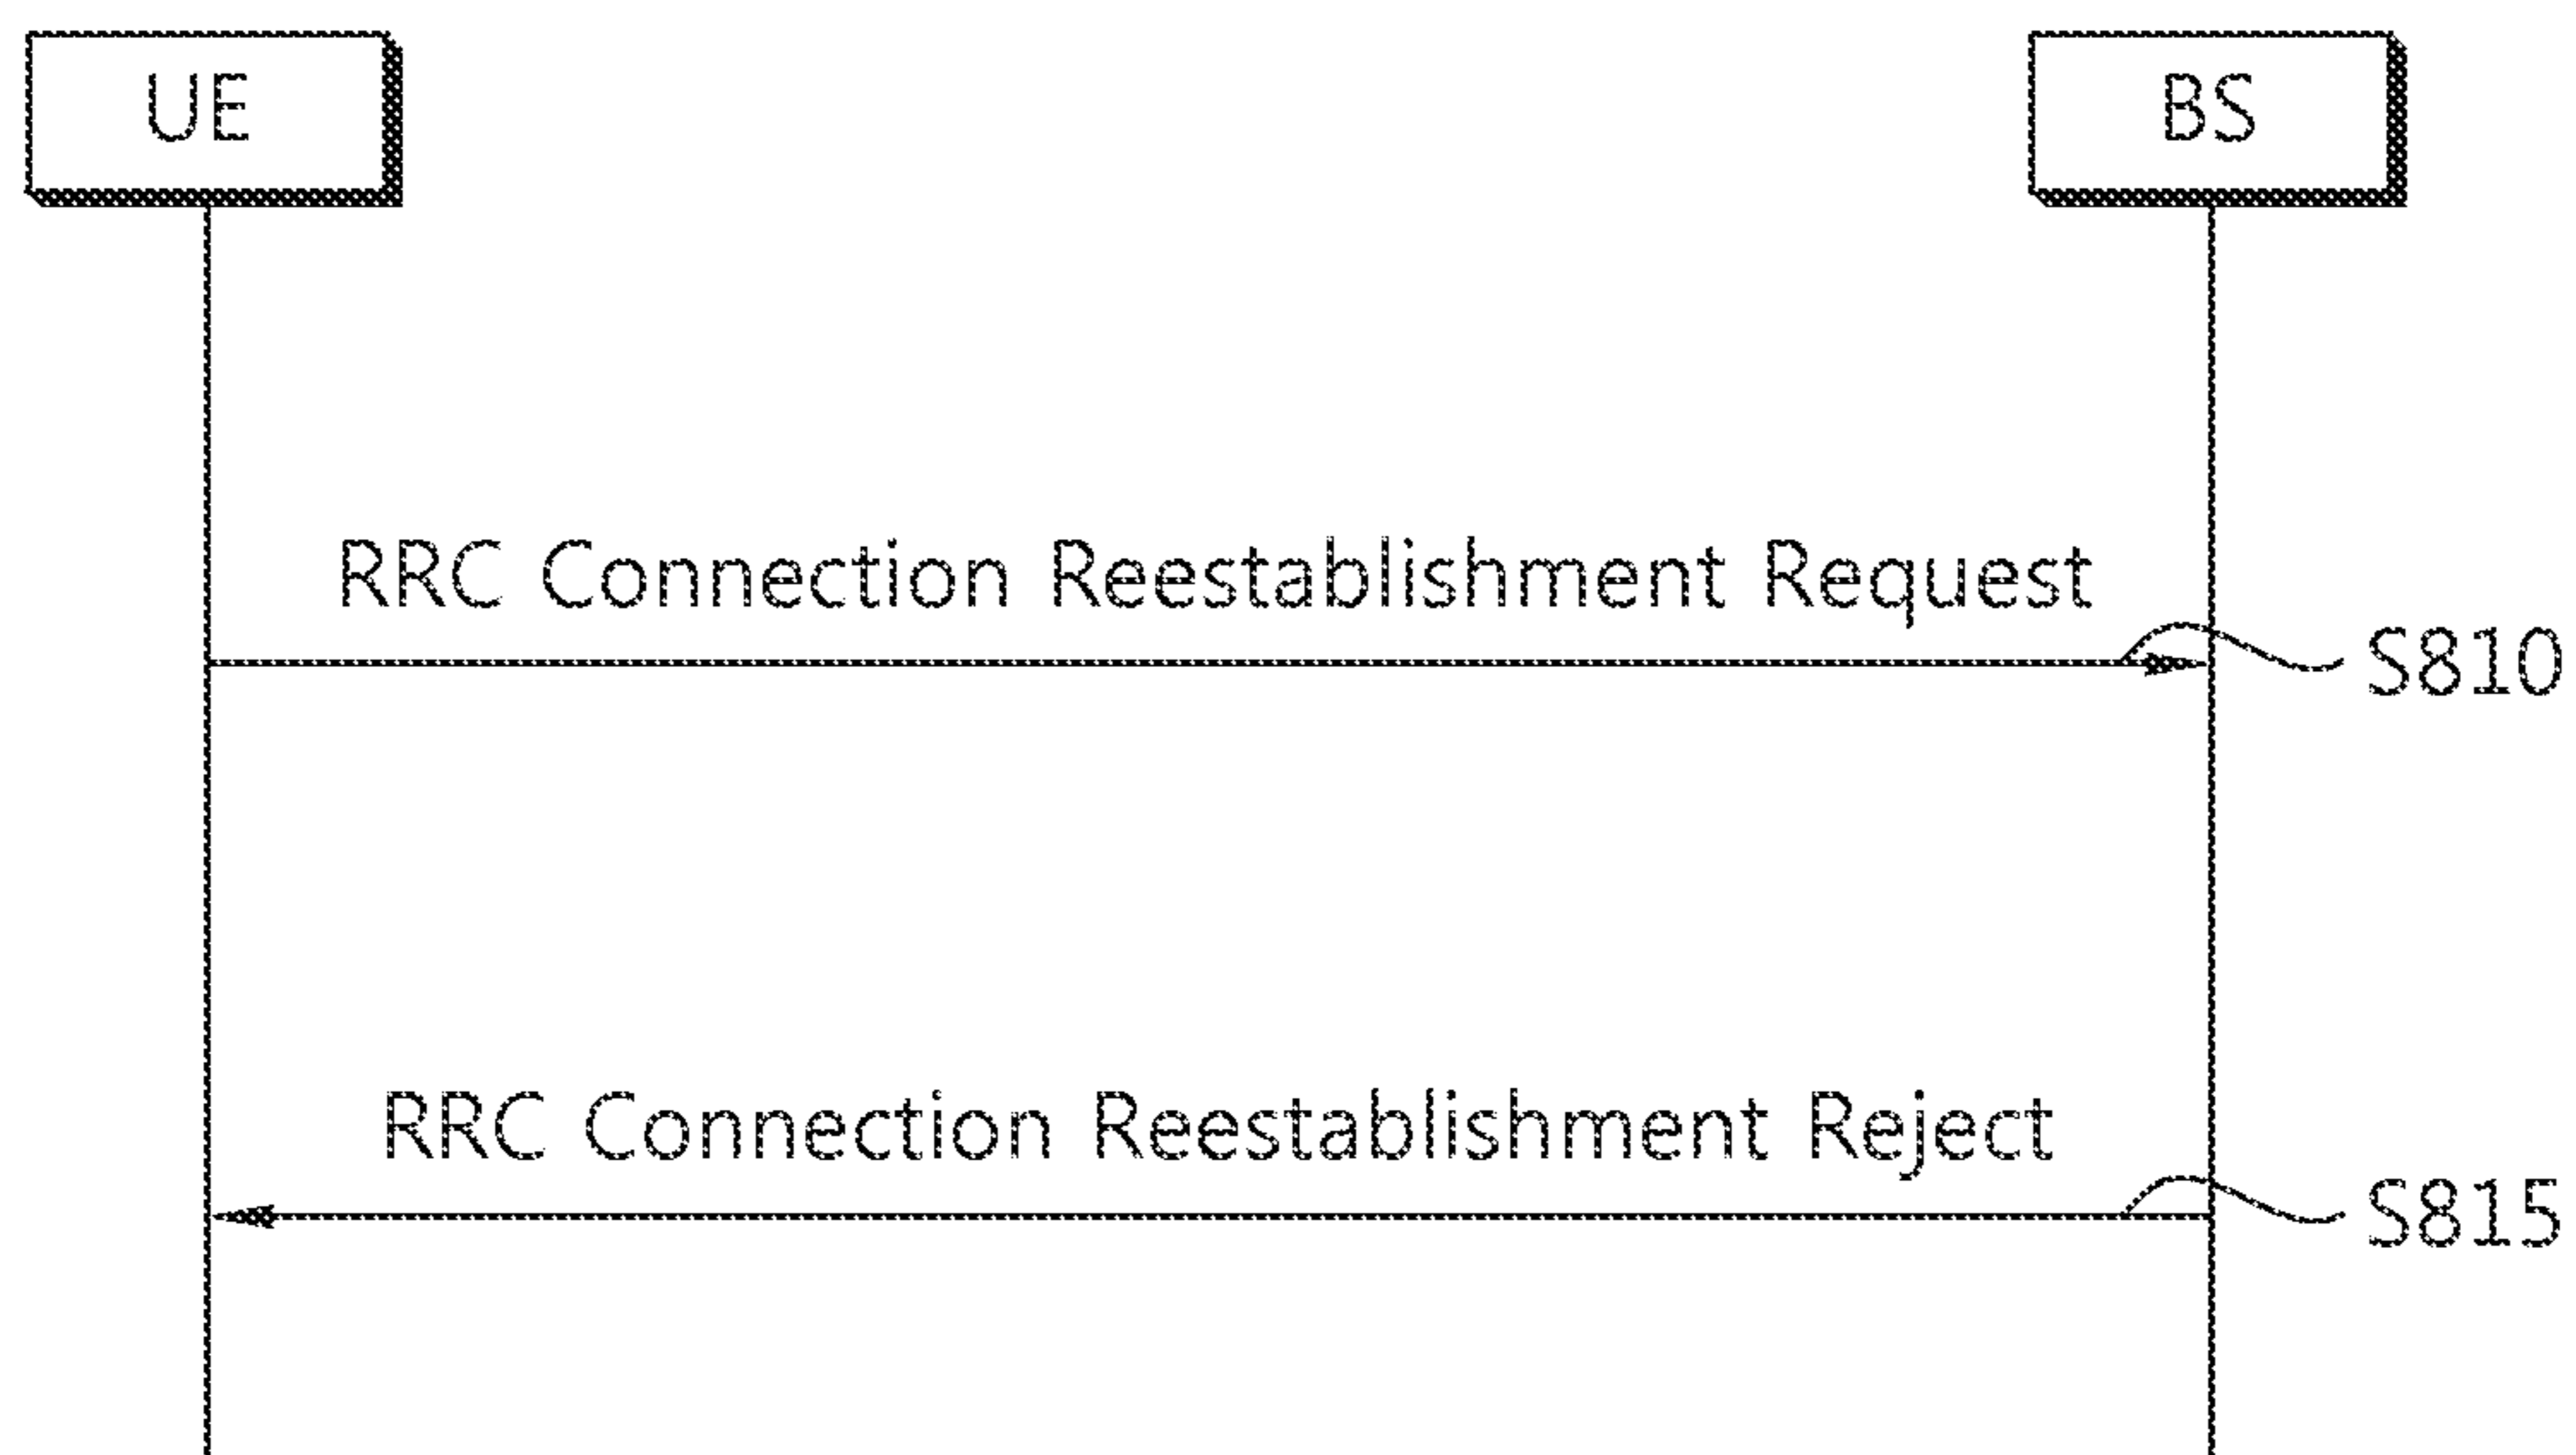 UE
BS
RRC Connection Reestablishment Request
S810
RRC Connection Reestablishment Reject
S815